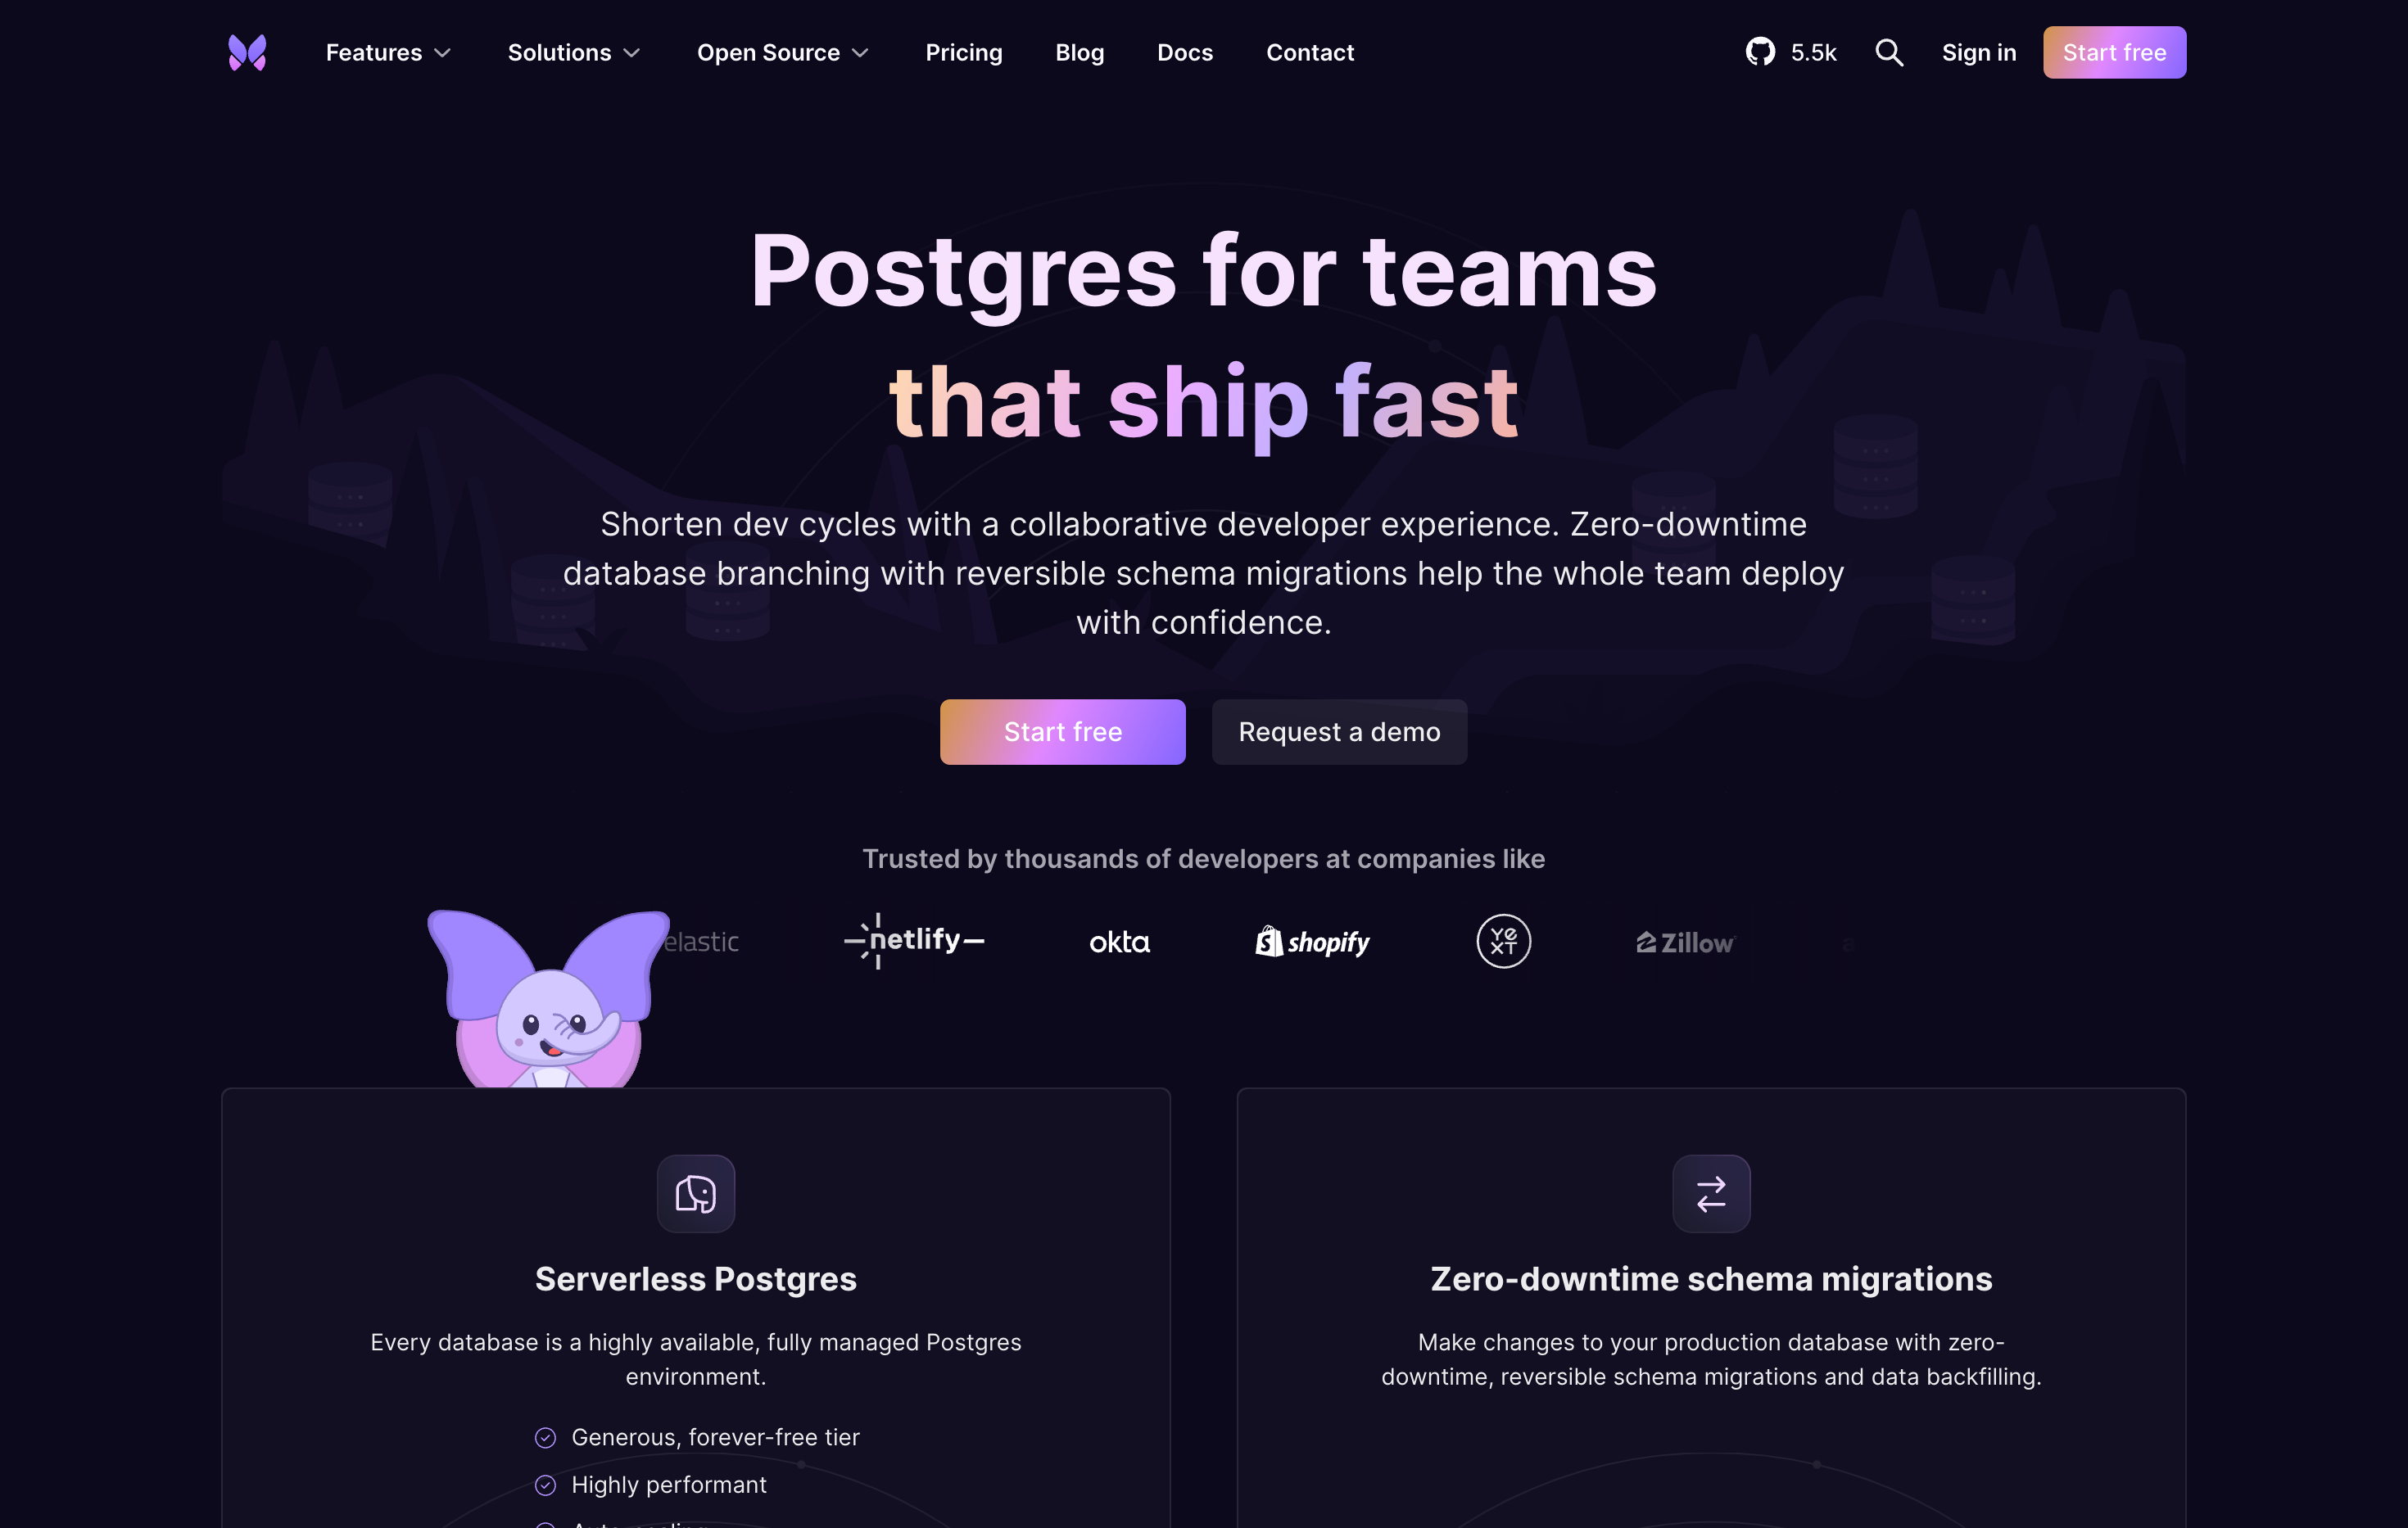 Features
Solutions
Open Source
Pricing
Blog
Docs
Contact
5.5k
Sign in
Start free
Postgres for teams
that ship fast
Shorten dev cycles with a collaborative developer experience. Zero-downtime
database branching with reversible schema migrations help the whole team deploy
with confidence.
Start free
Request a demo
Trusted by thousands of developers at companies like
elastic
netlify
okta
shopify
YEXT
Zillow
Serverless Postgres
Every database is a highly available, fully managed Postgres
environment.
Generous, forever-free tier
Highly performant
Zero-downtime schema migrations
Make changes to your production database with zero-
downtime, reversible schema migrations and data backfilling.